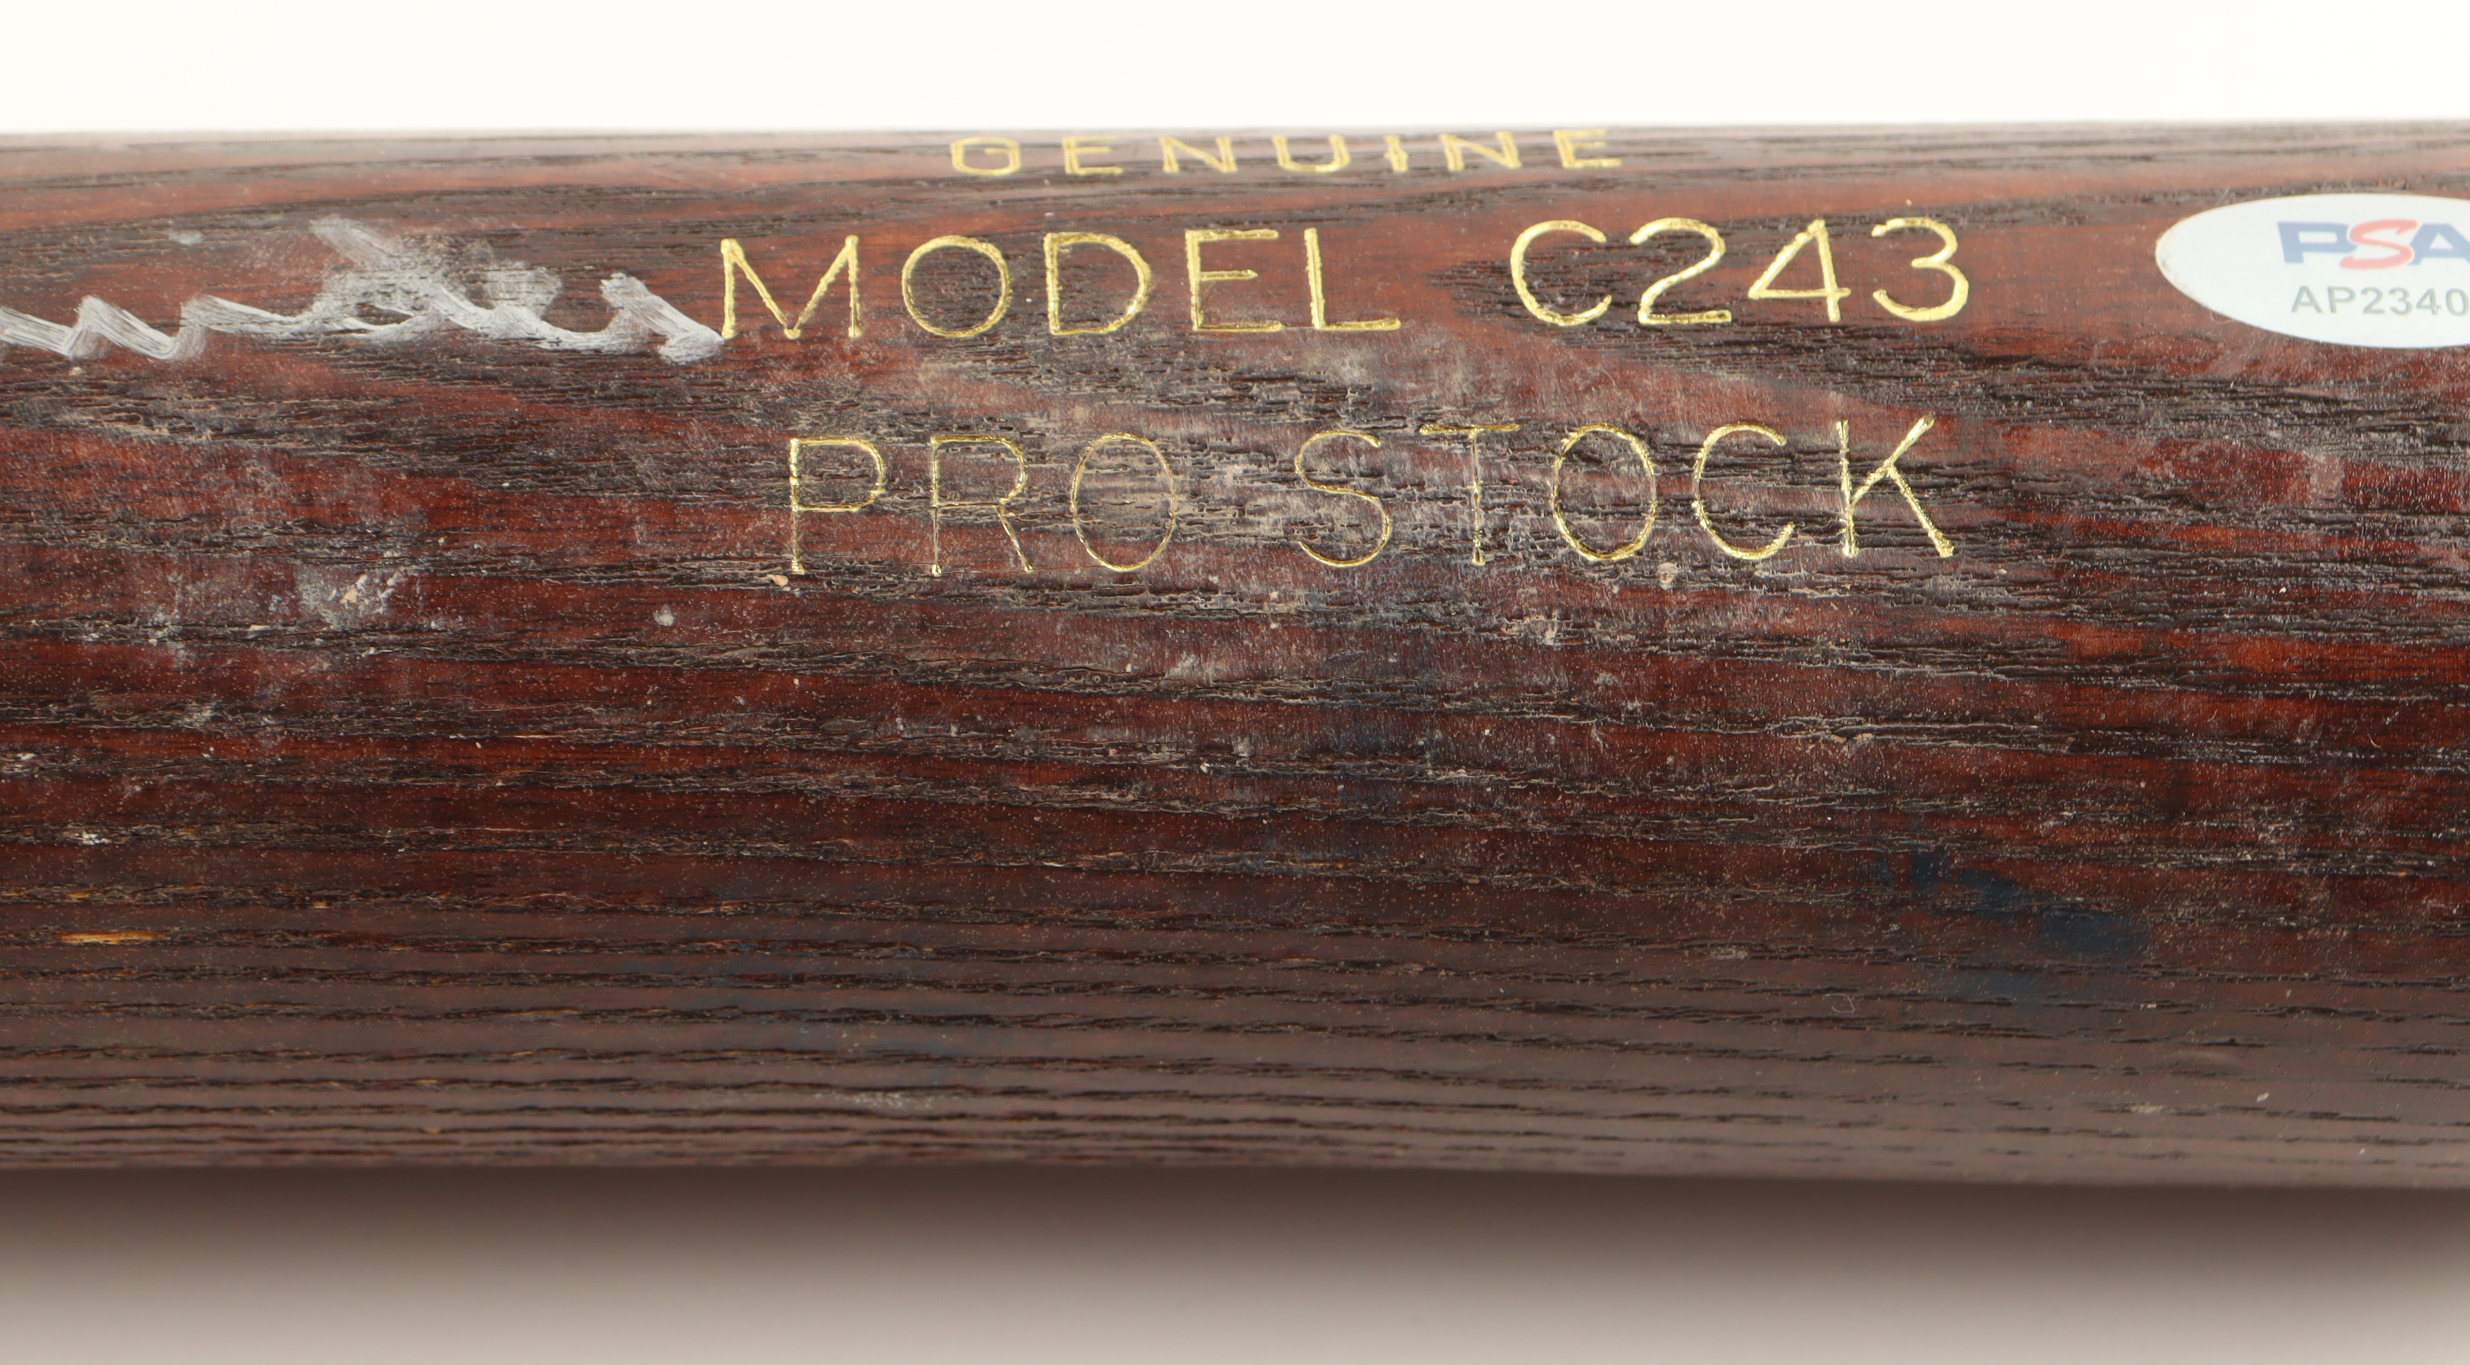 GENUINE
MODEL C243
PRO STOCK
PSA
AP2340